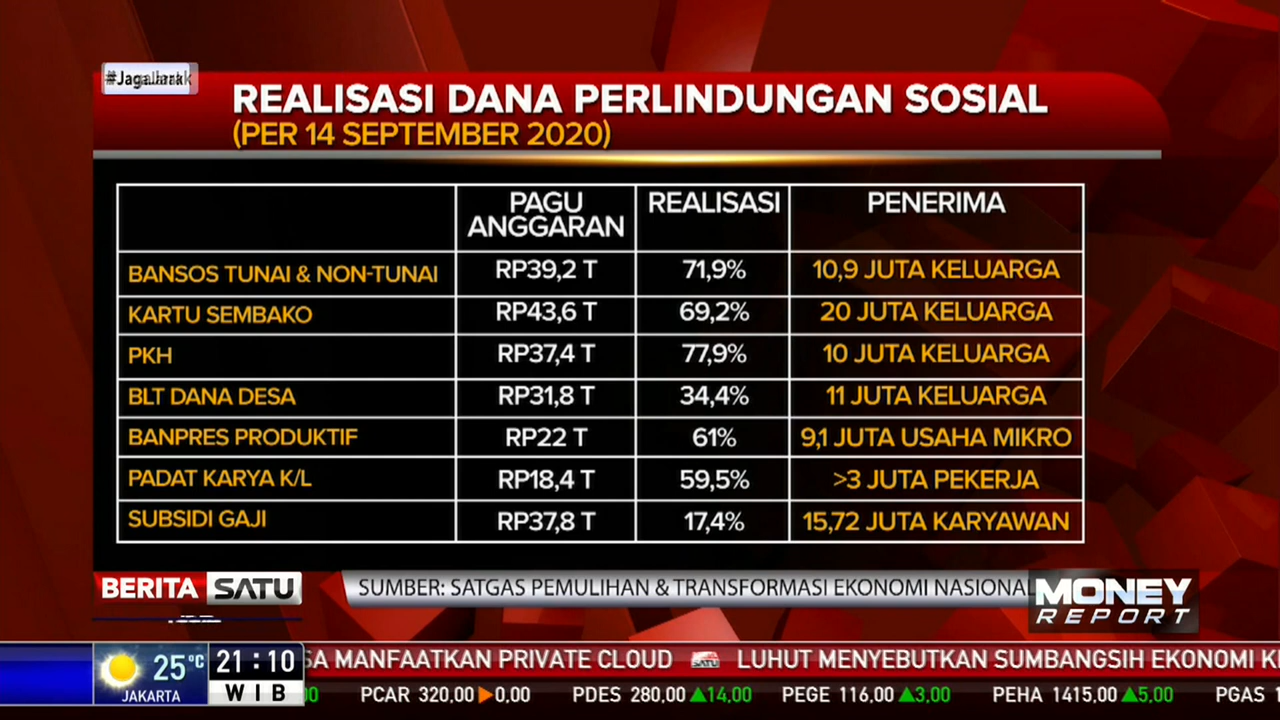 #JagaJarak
REALISASI DANA PERLINDUNGAN SOSIAL
(PER 14 SEPTEMBER 2020)
PAGU ANGGARAN REALISASI PENERIMA
BANSOS TUNAI & NON-TUNAI RP39,2 T 71,9% 10,9 JUTA KELUARGA
KARTU SEMBAKO RP43,6 T 69,2% 20 JUTA KELUARGA
PKH RP37,4 T 77,9% 10 JUTA KELUARGA
BLT DANA DESA RP31,8 T 34,4% 11 JUTA KELUARGA
BANPRES PRODUKTIF RP22 T 61% 9,1 JUTA USAHA MIKRO
PADAT KARYA K/L RP18,4 T 59,5% >3 JUTA PEKERJA
SUBSIDI GAJI RP37,8 T 17,4% 15,72 JUTA KARYAWAN
BERITA SATU SUMBER: SATGAS PEMULIHAN & TRANSFORMASI EKONOMI NASIONAL MONEY
REPORT
25°C 21:10 SA MANFAATKAN PRIVATE CLOUD SATU LUHUT MENYEBUTKAN SUMBANGSIH EKONOMI
JAKARTA WIB 00 PCAR 320,00 ▶0,00 PDES 280,00 ▲14,00 PEGE 116,00 ▲3,00 PEHA 1415,00 ▲5,00 PGAS